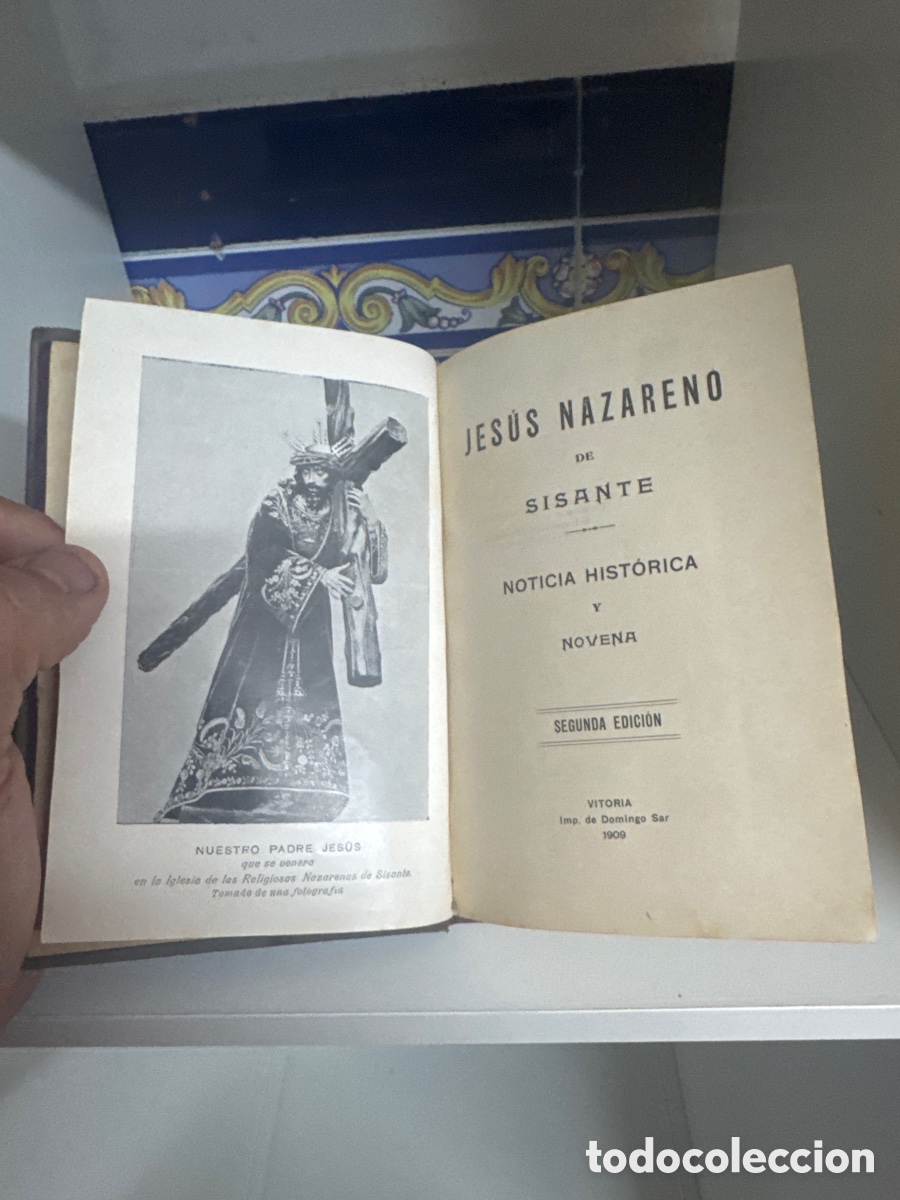 NUESTRO PADRE JESÚS
que se venera
en la Iglesia de las Religiosas Nazarenas de Sisante.
Tomado de una fotografía
JESÚS NAZARENO
DE
SISANTE
NOTICIA HISTÓRICA
Y
NOVENA
SEGUNDA EDICIÓN
VITORIA
Imp. de Domingo Sar
1909
todocoleccion